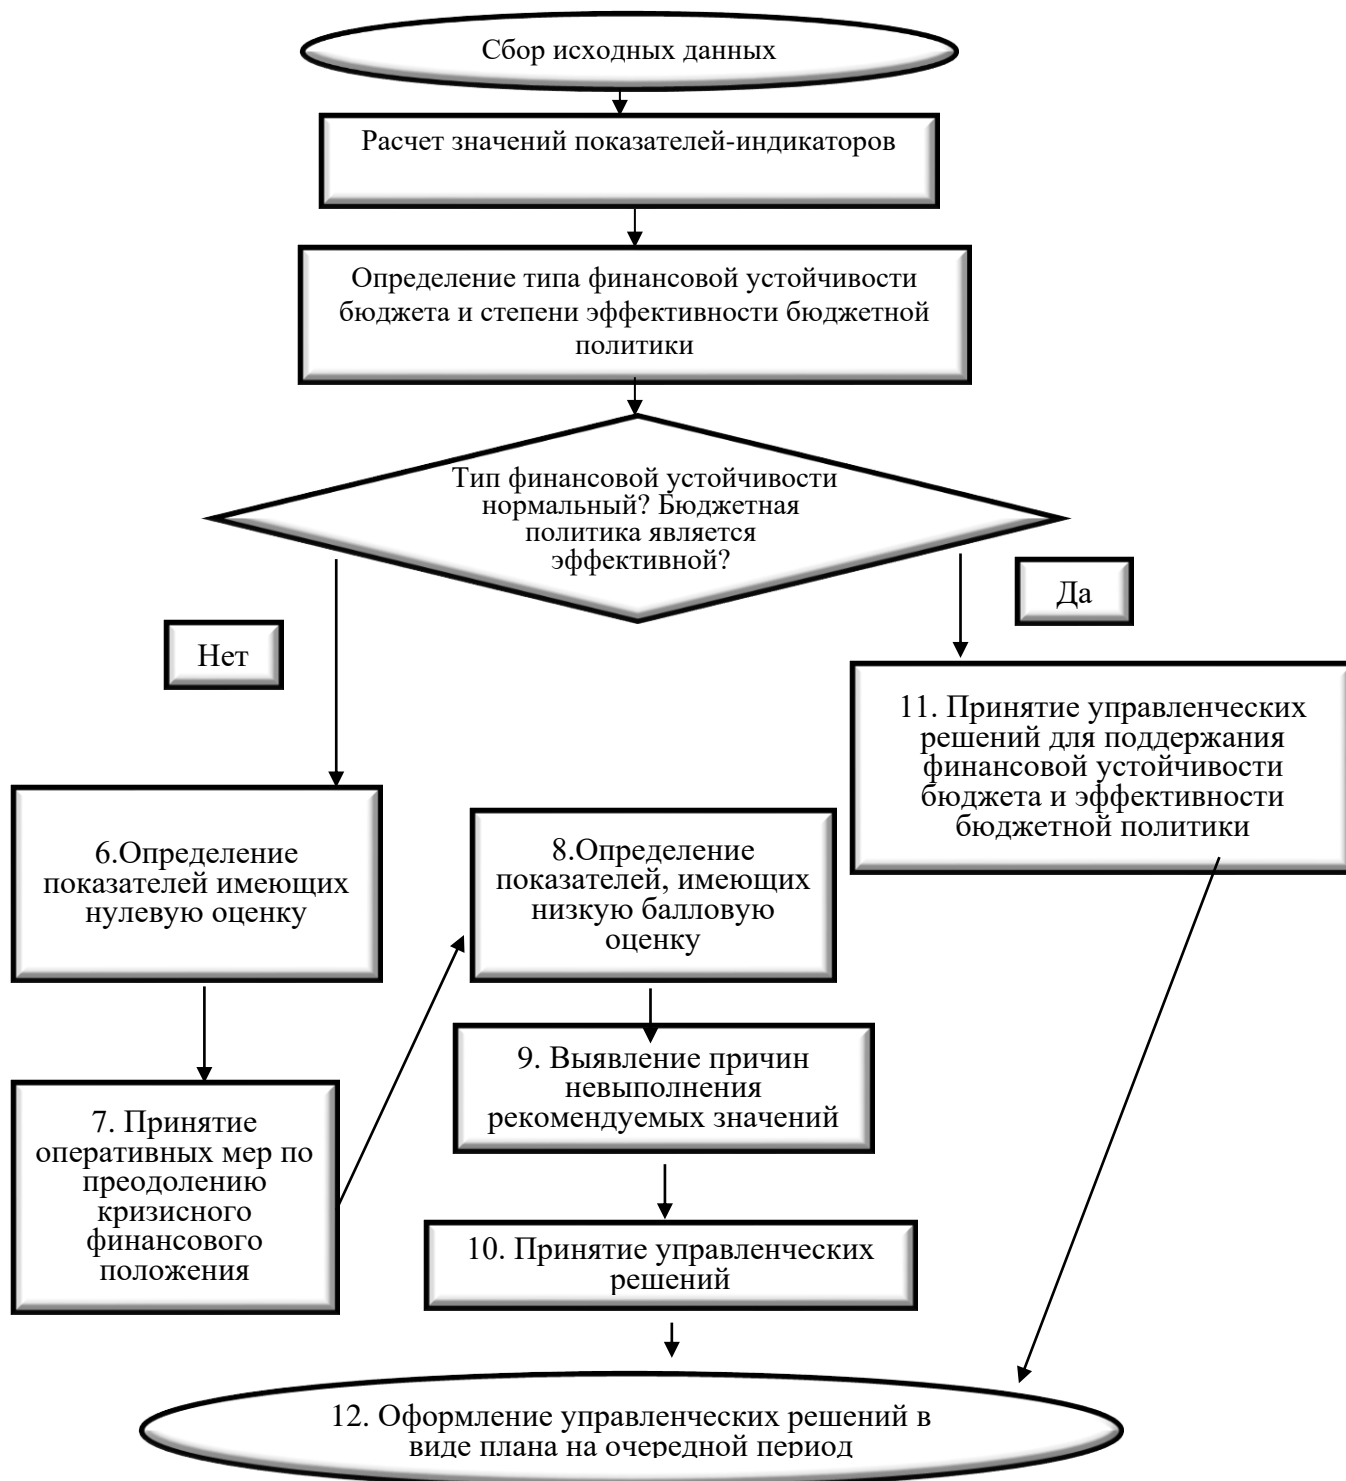 Сбор исходных данных
Расчет значений показателей-индикаторов
Определение типа финансовой устойчивости
бюджета и степени эффективности бюджетной
политики
Тип финансовой устойчивости
нормальный? Бюджетная
политика является
эффективной?
Да
Нет
11. Принятие управленческих
решений для поддержания
финансовой устойчивости
бюджета и эффективности
бюджетной политики
6.Определение
показателей имеющих
нулевую оценку
7. Принятие
оперативных мер по
преодолению
кризисного
финансового
положения
8.Определение
показателей, имеющих
низкую балловую
оценку
9. Выявление причин
невыполнения
рекомендуемых значений
10. Принятие управленческих
решений
12. Оформление управленческих решений в
виде плана на очередной период